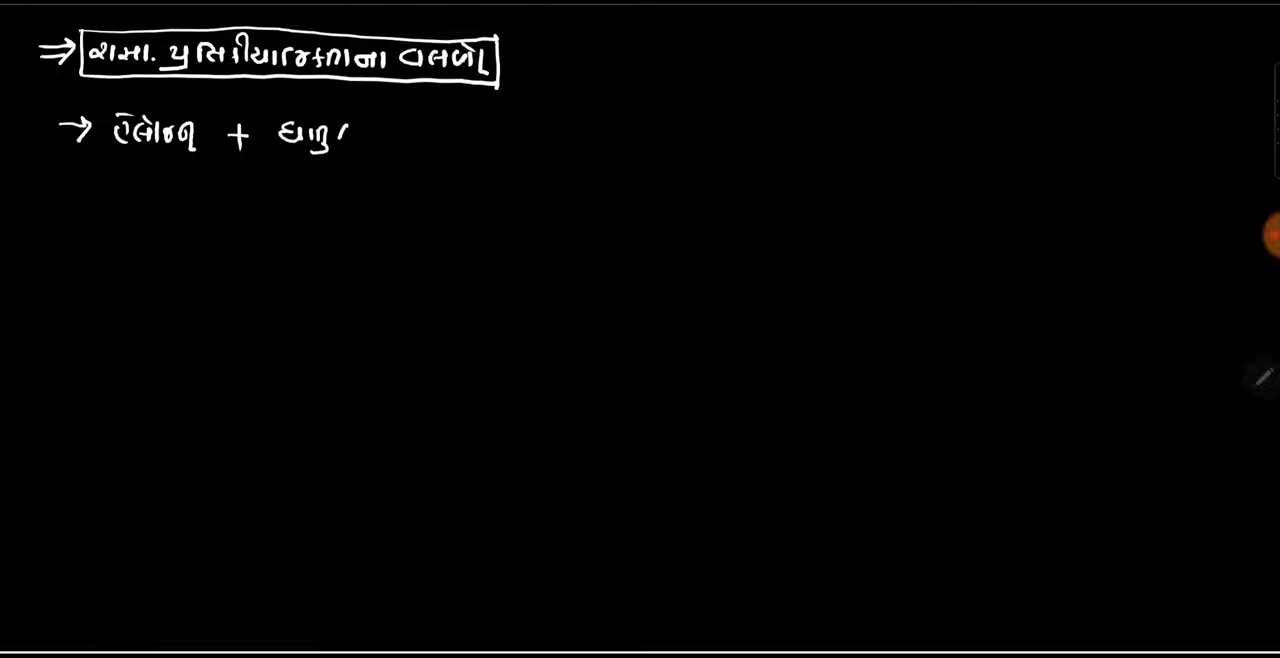 ⇒ રાસા. પ્રતિક્રીયાત્મકતાના વલણો
→ હેલોજન + ધાતુ